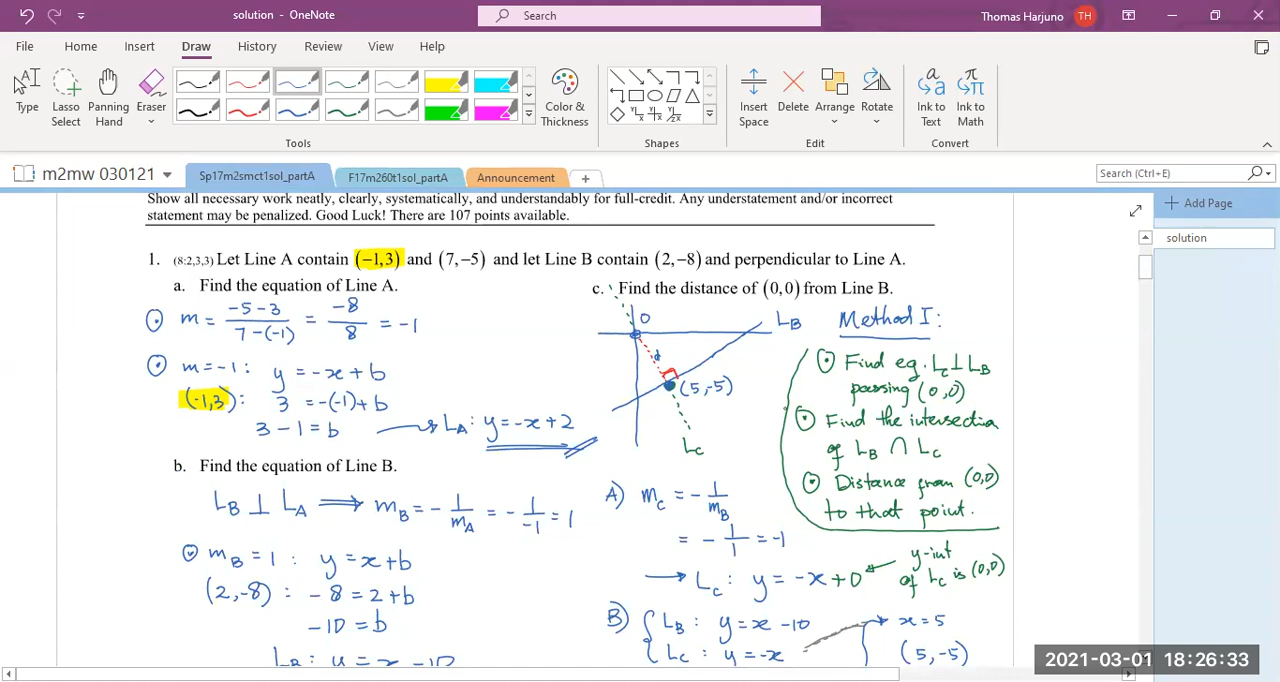 solution - OneNote
Search
Thomas Harjuno TH
File Home Insert Draw History Review View Help
Type
Lasso Select
Panning Hand
Eraser
Color & Thickness
Insert Space
Delete
Arrange
Rotate
Ink to Text
Ink to Math
Tools
Shapes
Edit
Convert
m2mw 030121
Sp17m2smct1sol_partA
F17m260t1sol_partA
Announcement
Search (Ctrl+E)
Add Page
solution
Show all necessary work neatly, clearly, systematically, and understandably for full-credit. Any understatement and/or incorrect
statement may be penalized. Good Luck! There are 107 points available.
1. (8:2,3,3) Let Line A contain (−1,3) and (7,−5) and let Line B contain (2,−8) and perpendicular to Line A.
a. Find the equation of Line A.
m = (-5-3)/(7-(-1)) = -8/8 = -1
m=-1: y = -x+b
(-1,3): 3 = -(-1)+b
3-1=b → L_A: y=-x+2
b. Find the equation of Line B.
L_B ⊥ L_A ⟹ m_B = -1/m_A = -1/-1 = 1
m_B = 1: y = x+b
(2,-8): -8 = 2+b
-10 = b
L_B: y = x -10
c. Find the distance of (0,0) from Line B.
O
L_B
d
(5,-5)
L_C
Method I:
Find eq. L_C ⊥ L_B
passing (0,0)
Find the intersection
of L_B ∩ L_C
Distance from (0,0)
to that point.
A) m_C = -1/m_B
= -1/1 = -1
→ L_C: y = -x+0
y-int
of L_C is (0,0)
B) { L_B: y=x-10
L_C: y=-x
x=5
(5,-5)
2021-03-01 18:26:33